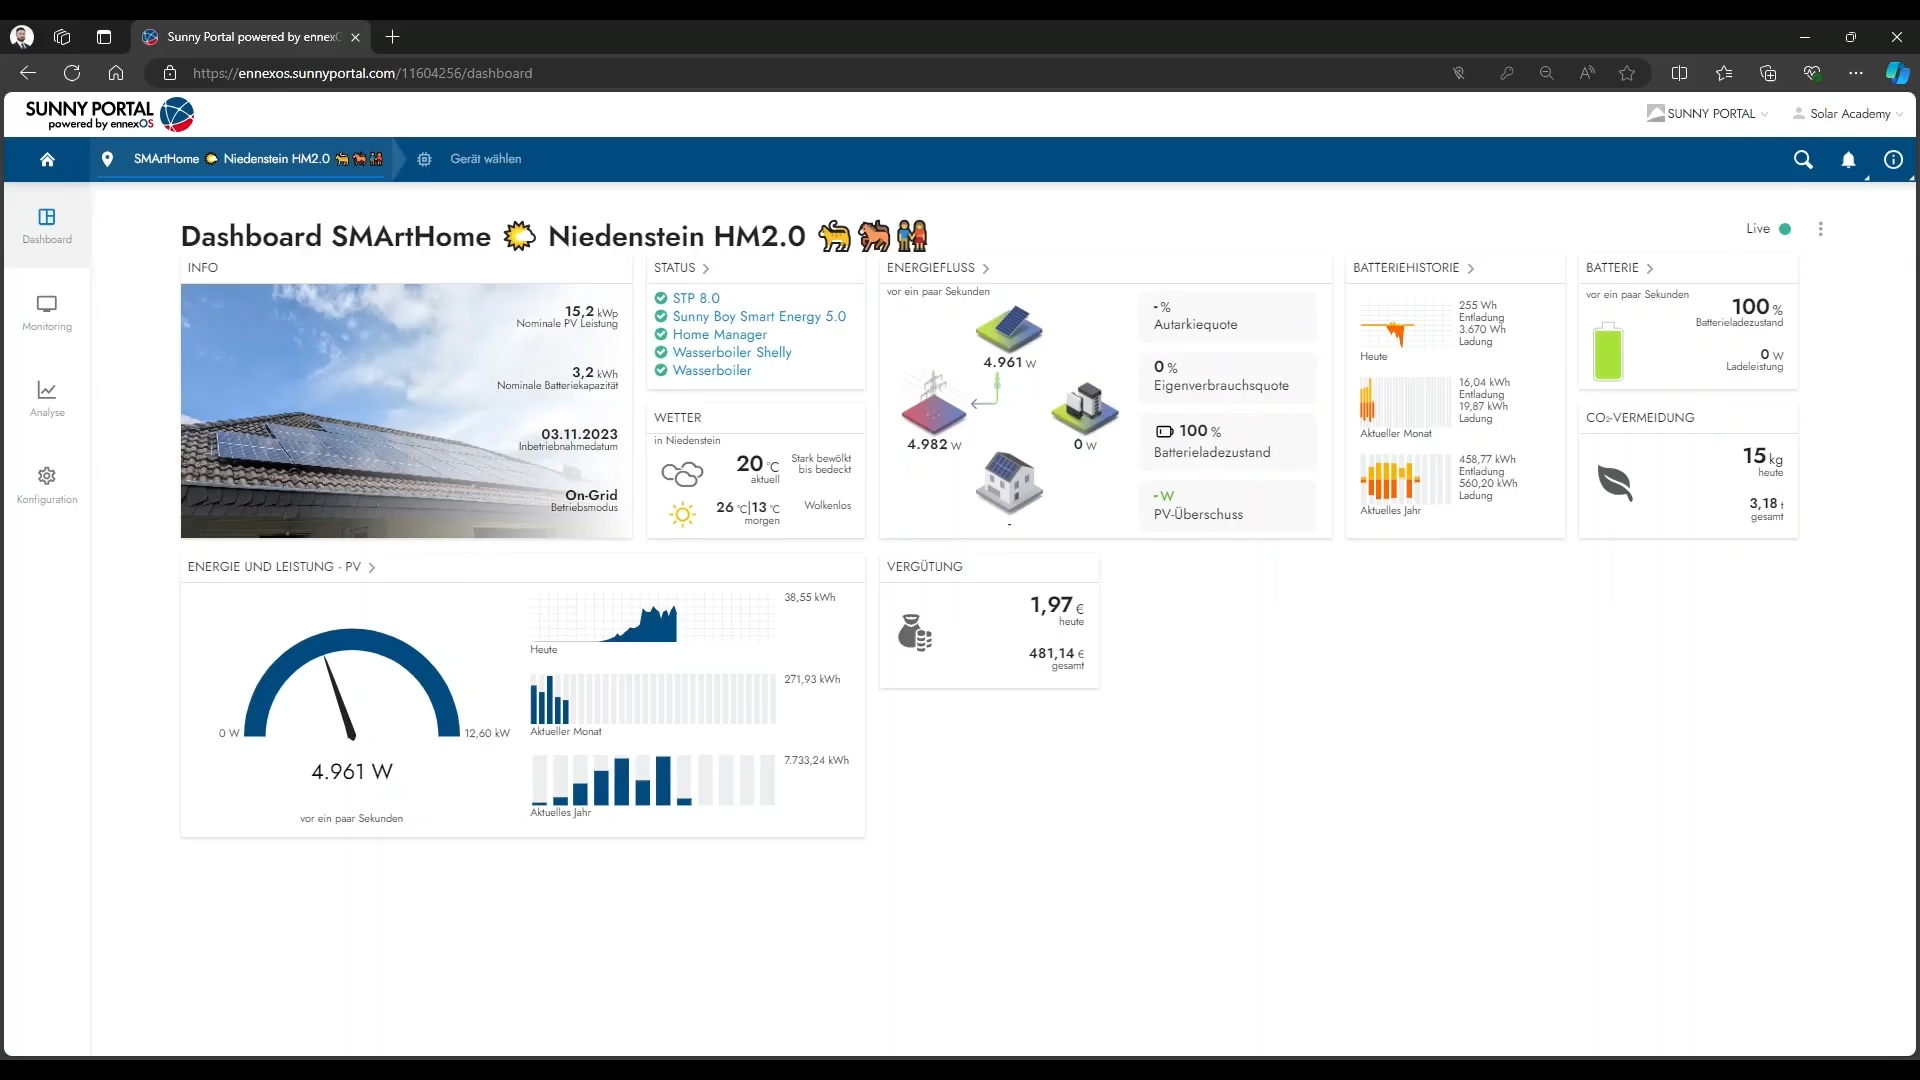 Sunny Portal powered by ennexO
https://ennexos.sunnyportal.com/11604256/dashboard
SUNNY PORTAL
powered by ennexOS
SUNNY PORTAL
Solar Academy
SMArtHome Niedenstein HM2.0
Gerät wählen
Dashboard
Monitoring
Analyse
Konfiguration
Dashboard SMArtHome Niedenstein HM2.0
Live
INFO
15,2 kWp
Nominale PV Leistung
3,2 kWh
Nominale Batteriekapazität
03.11.2023
Inbetriebnahmedatum
On-Grid
Betriebsmodus
STATUS
STP 8.0
Sunny Boy Smart Energy 5.0
Home Manager
Wasserboiler Shelly
Wasserboiler
WETTER
in Niedenstein
20 °C
aktuell
Stark bewölkt
bis bedeckt
26 °C|13 °C
morgen
Wolkenlos
ENERGIEFLUSS
vor ein paar Sekunden
4.961 W
4.982 W
0 W
-
- %
Autarkiequote
0 %
Eigenverbrauchsquote
100 %
Batterieladezustand
- W
PV-Überschuss
BATTERIEHISTORIE
255 Wh
Entladung
3.670 Wh
Ladung
Heute
16,04 kWh
Entladung
19,87 kWh
Ladung
Aktueller Monat
458,77 kWh
Entladung
560,20 kWh
Ladung
Aktuelles Jahr
BATTERIE
vor ein paar Sekunden
100 %
Batterieladezustand
0 W
Ladeleistung
CO₂-VERMEIDUNG
15 kg
heute
3,18 t
gesamt
ENERGIE UND LEISTUNG - PV
0 W
12,60 kW
4.961 W
vor ein paar Sekunden
38,55 kWh
Heute
271,93 kWh
Aktueller Monat
7.733,24 kWh
Aktuelles Jahr
VERGÜTUNG
1,97 €
heute
481,14 €
gesamt